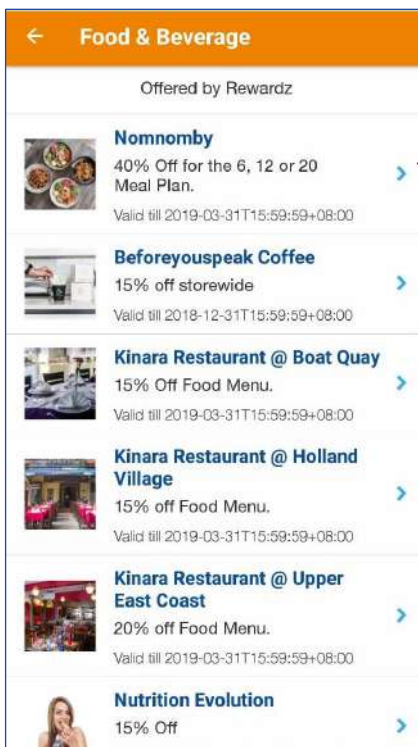 Food & Beverage
Offered by Rewardz
Nomnomby
40% Off for the 6, 12 or 20
Meal Plan.
Valid till 2019-03-31T15:59:59+08:00
Beforeyouspeak Coffee
15% off storewide
Valid till 2018-12-31T15:59:59+08:00
Kinara Restaurant @ Boat Quay
15% Off Food Menu.
Valid till 2019-03-31T15:59:59+08:00
Kinara Restaurant @ Holland
Village
15% off Food Menu.
Valid till 2019-03-31T15:59:59+08:00
Kinara Restaurant @ Upper
East Coast
20% off Food Menu.
Valid till 2019-03-31T15:59:59+08:00
Nutrition Evolution
15% Off